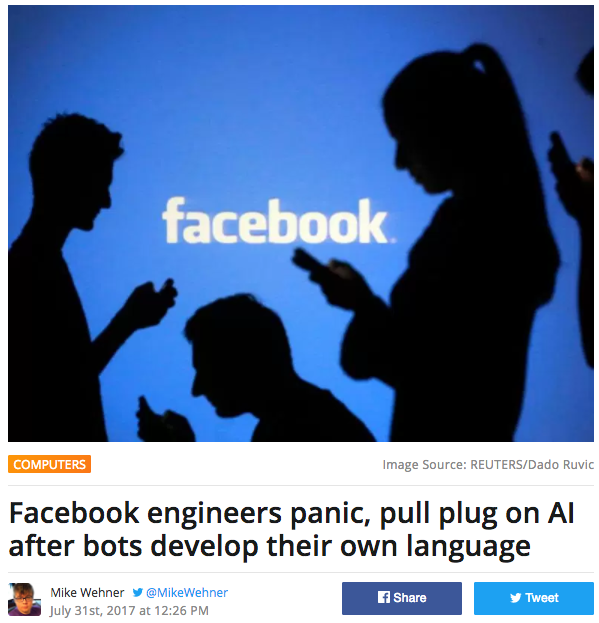 facebook
COMPUTERS
Image Source: REUTERS/Dado Ruvic
Facebook engineers panic, pull plug on AI
after bots develop their own language
Mike Wehner @MikeWehner
July 31st, 2017 at 12:26 PM
Share
Tweet